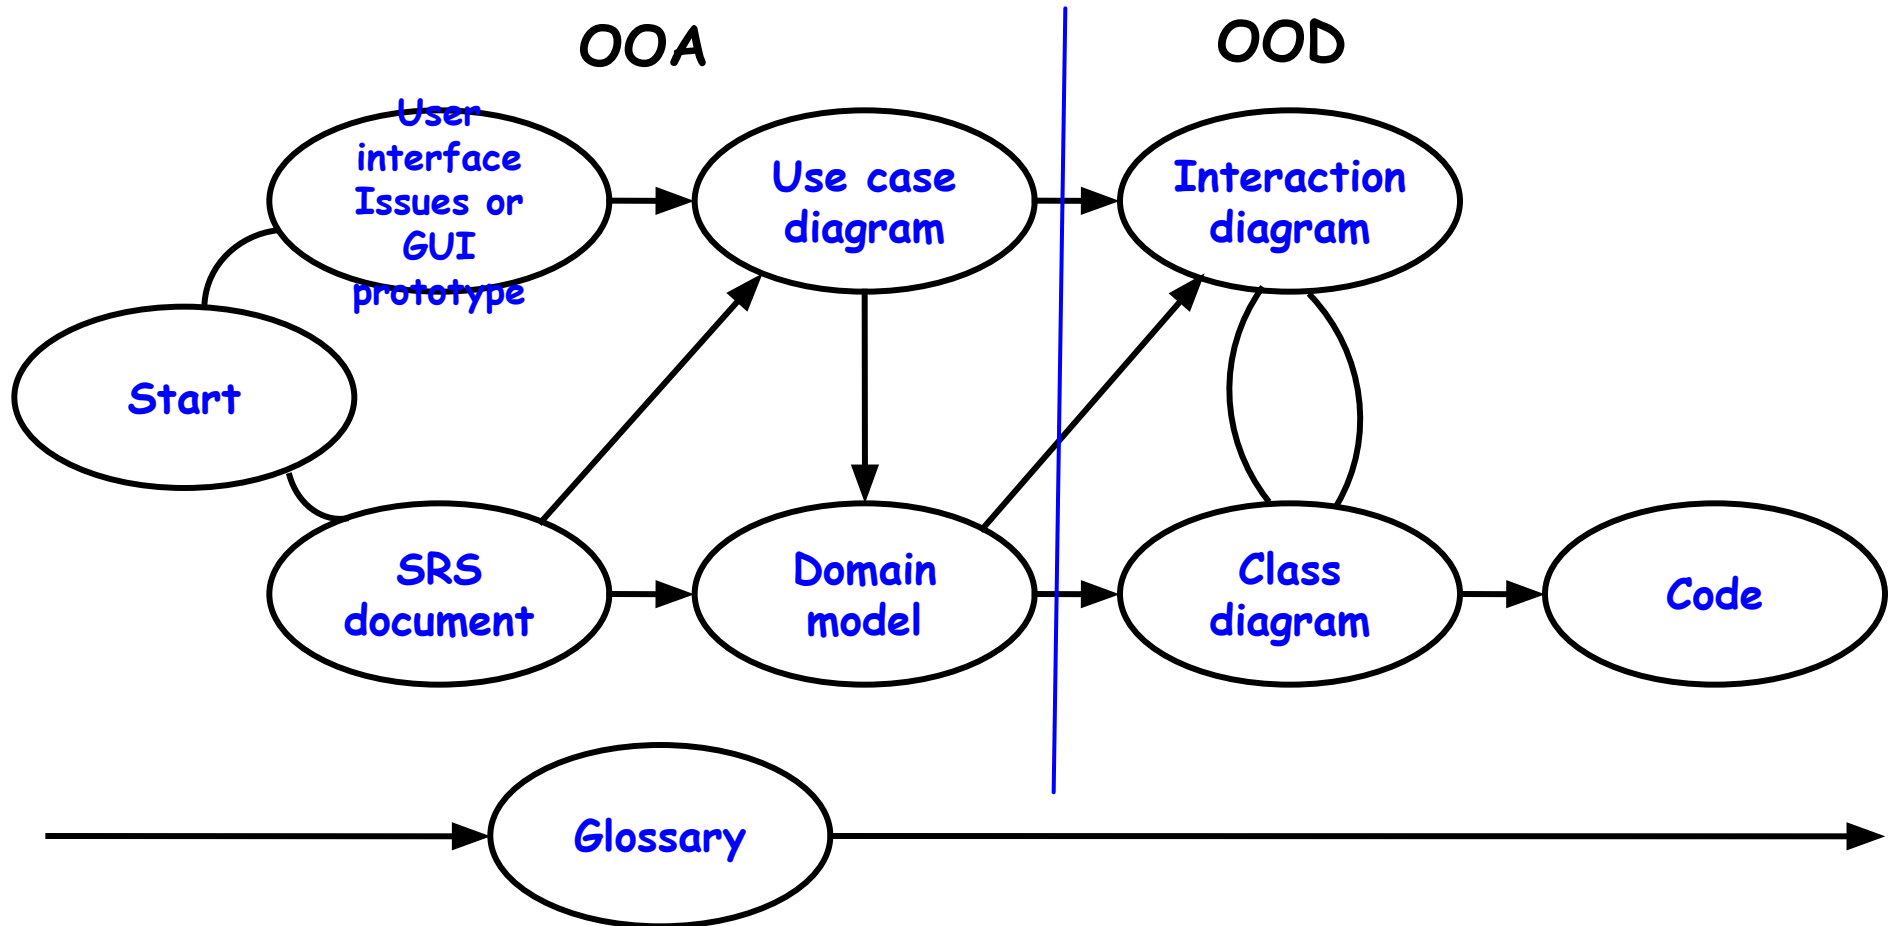 OOA
OOD
User
interface
Issues or
GUI
prototype
Use case
diagram
Interaction
diagram
Start
SRS
document
Domain
model
Class
diagram
Code
Glossary